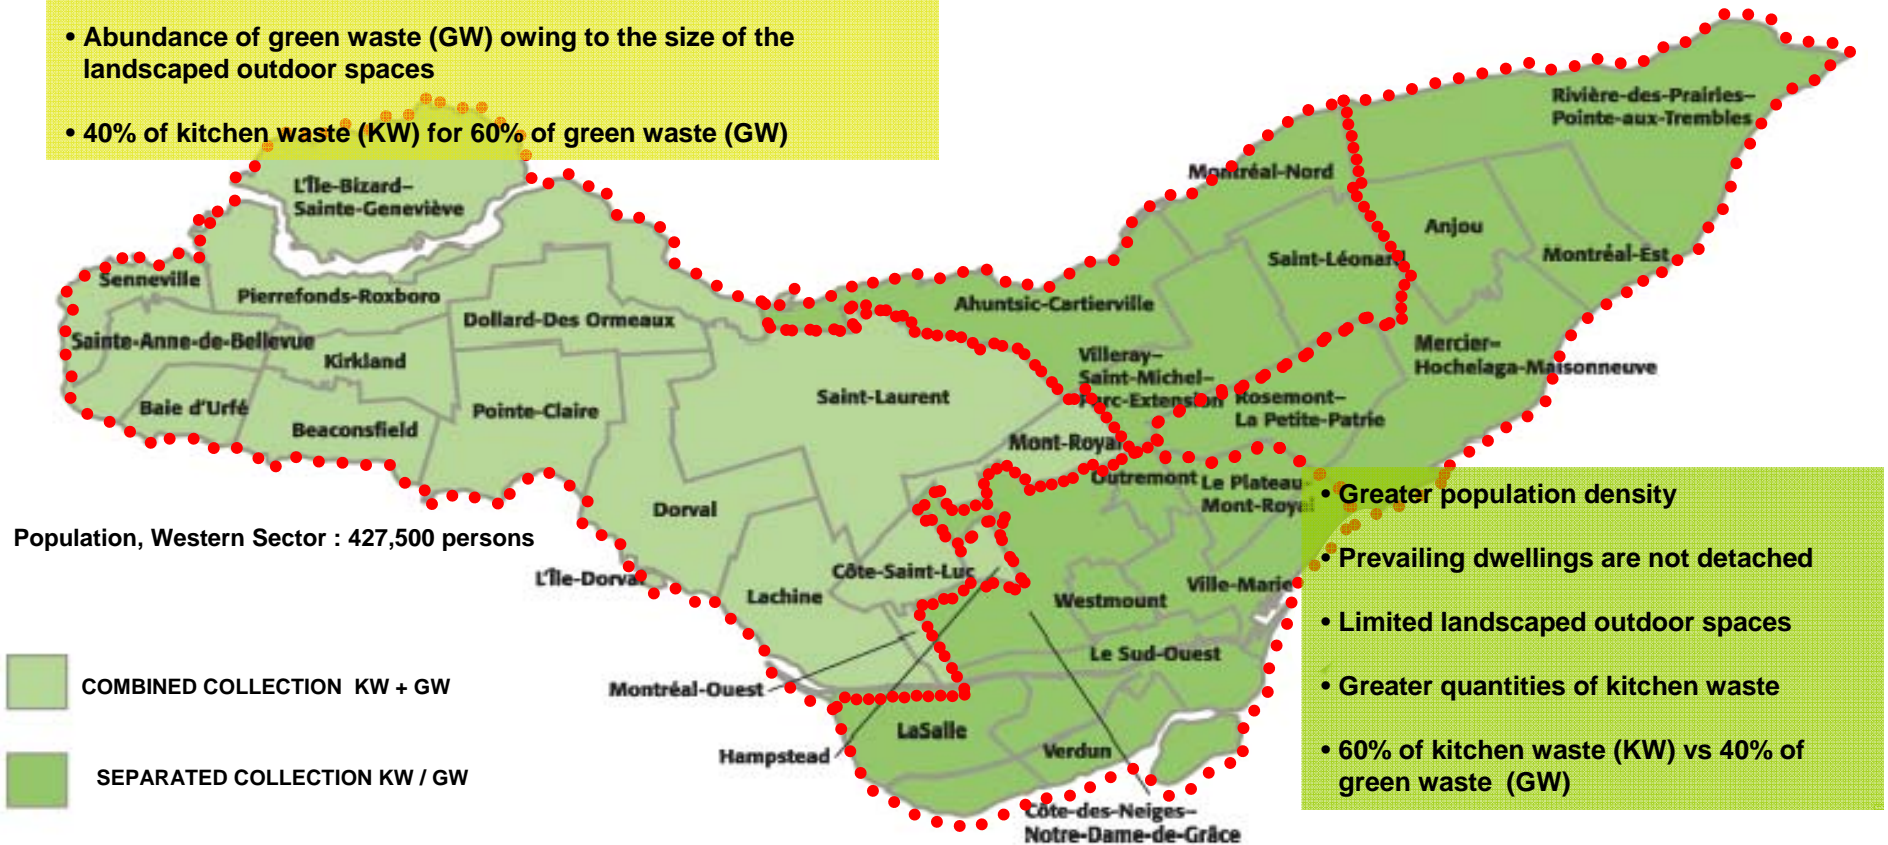 • Abundance of green waste (GW) owing to the size of the
landscaped outdoor spaces
• 40% of kitchen waste (KW) for 60% of green waste (GW)
Rivière-des-Prairies–
Pointe-aux-Trembles
Montréal-Nord
L'Île-Bizard–
Sainte-Geneviève
Anjou
Saint-Léonard
Montréal-Est
Senneville
Pierrefonds-Roxboro
Ahuntsic-Cartierville
Dollard-Des Ormeaux
Sainte-Anne-de-Bellevue
Kirkland
Mercier–
Hochelaga-Maisonneuve
Villeray–
Saint-Michel–
Parc-Extension
Saint-Laurent
Rosemont–
La Petite-Patrie
Baie d'Urfé
Pointe-Claire
Beaconsfield
Mont-Royal
Outremont
Le Plateau-
Mont-Royal
Dorval
• Greater population density
Population, Western Sector : 427,500 persons
• Prevailing dwellings are not detached
L'Île-Dorval
Côte-Saint-Luc
Lachine
Westmount
Ville-Marie
• Limited landscaped outdoor spaces
Le Sud-Ouest
COMBINED COLLECTION KW + GW
Montréal-Ouest
• Greater quantities of kitchen waste
LaSalle
Hampstead
Verdun
• 60% of kitchen waste (KW) vs 40% of
green waste (GW)
SEPARATED COLLECTION KW / GW
Côte-des-Neiges–
Notre-Dame-de-Grâce